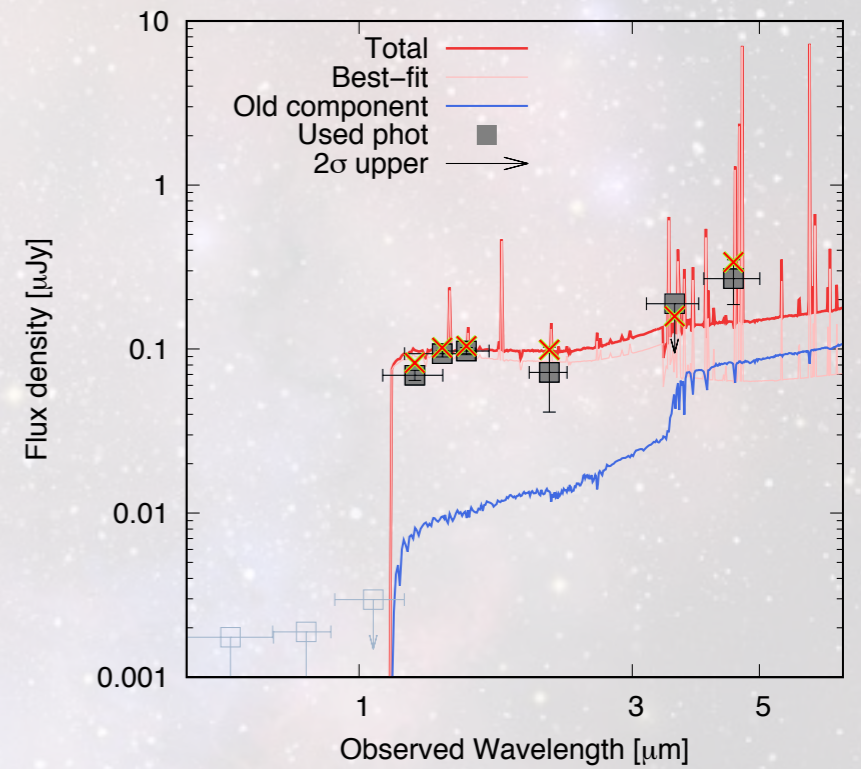 10
Total
Best–fit
Old component
Used phot
2σ upper
1
0.1
0.01
0.001
1
3
5
Flux density [μJy]
Observed Wavelength [μm]